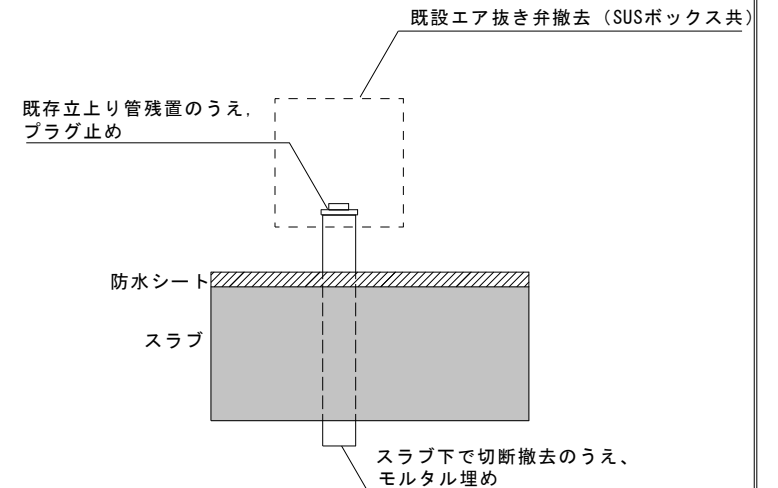 既設エア抜き弁撤去（SUSボックス共）
既存立上り管残置のうえ,
プラグ止め
防水シート
スラブ
スラブ下で切断撤去のうえ、
モルタル埋め